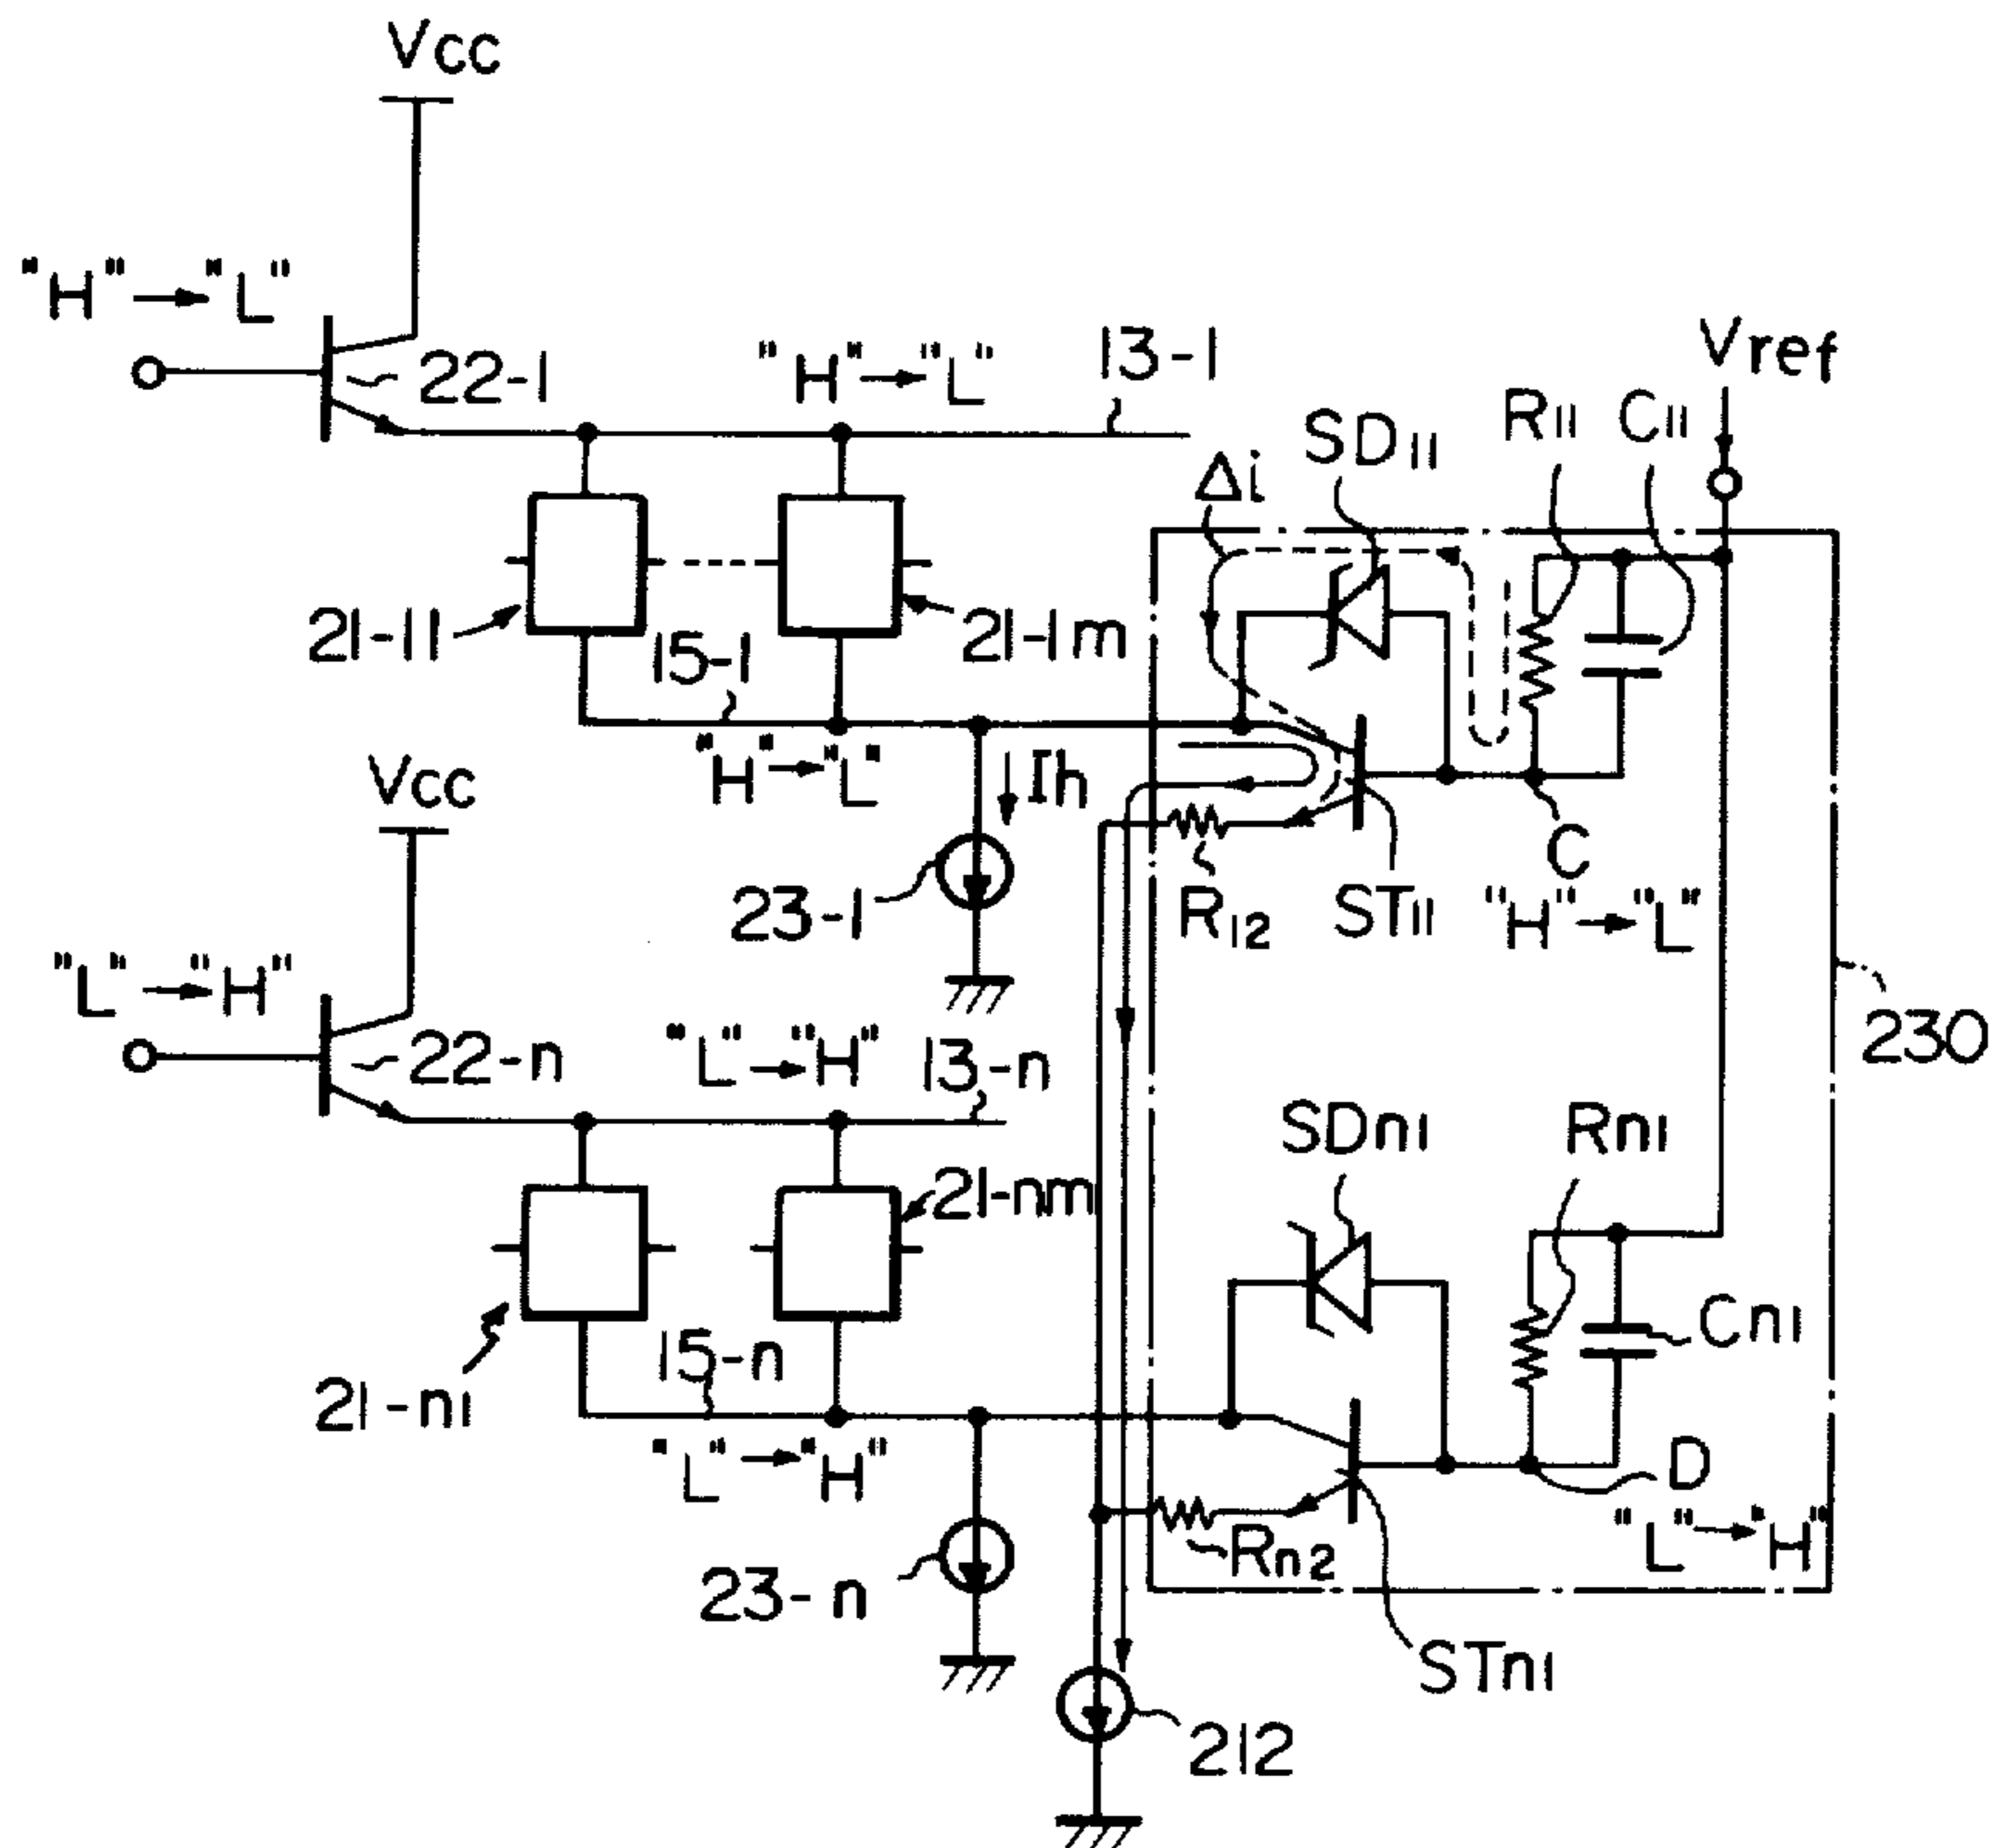 Vcc
"H" → "L"
22-1
"H" → "L"
13-1
Vref
SD11
R11
C11
Δi
21-11
15-1
21-1m
"H" → "L"
Ih
Vcc
23-1
R12
ST11
C
"H" → "L"
"L" → "H"
22-n
"L" → "H"
13-n
230
SDn1
Rn1
21-nm
Cn1
21-n1
15-n
"L" → "H"
D
"L" → "H"
23-n
Rn2
STn1
212